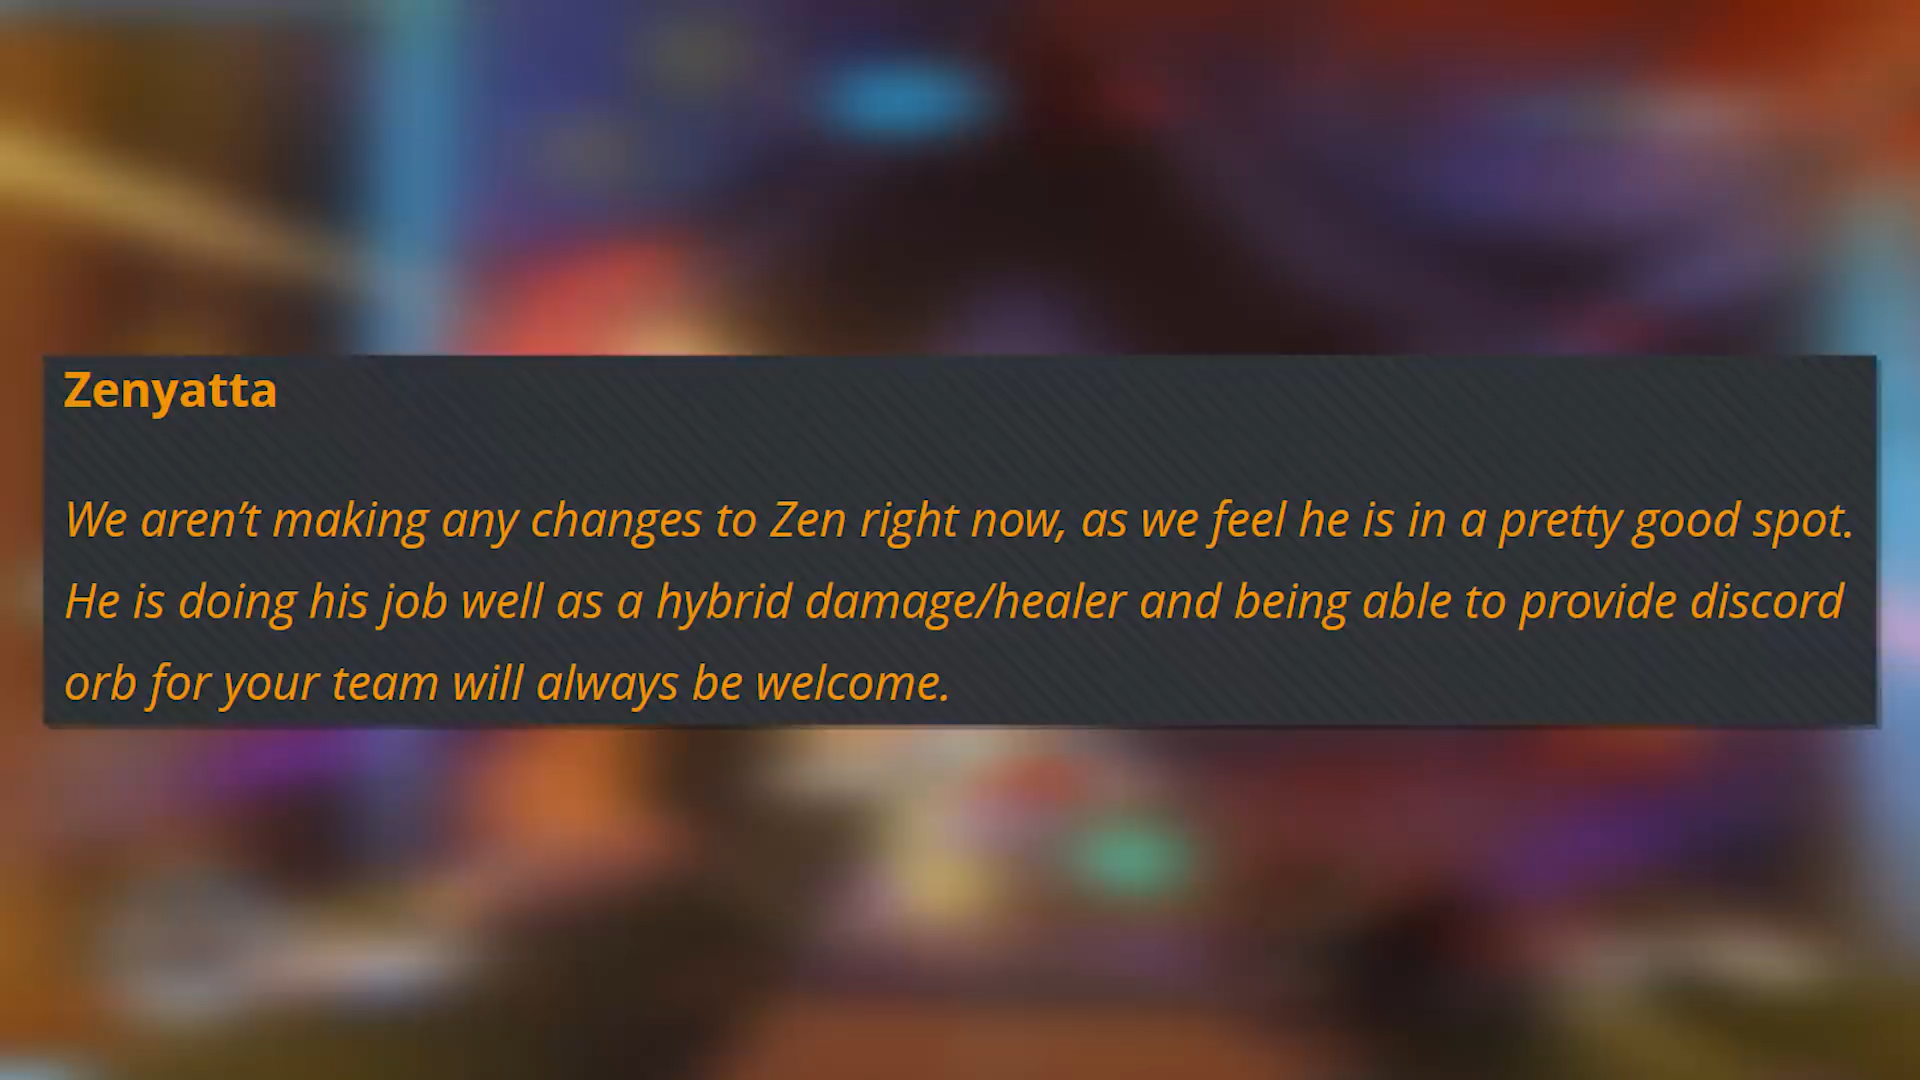 Zenyatta
We aren’t making any changes to Zen right now, as we feel he is in a pretty good spot.
He is doing his job well as a hybrid damage/healer and being able to provide discord
orb for your team will always be welcome.